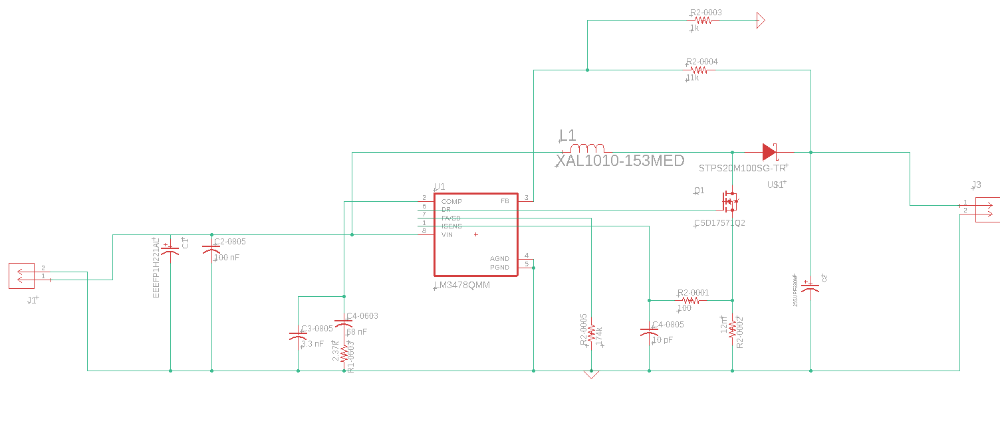 R2-0003
1k
R2-0004
11k
L1
XAL1010-153MED
STPS20M100SG-TR
U$1
Q1
CSD17571Q2
J3
1
2
U1
2
COMP
FB
3
6
DR
7
FA/SD
1
ISENS
8
VIN
AGND
4
PGND
5
LM3478QMM
EEEFP1H221AL
C1
C2-0805
100 nF
2
1
J1
C4-0603
68 nF
C3-0805
3.3 nF
2.37k
R1-0603
R2-0005
174k
R2-0001
100
C4-0805
10 pF
12m
R2-0002
C2